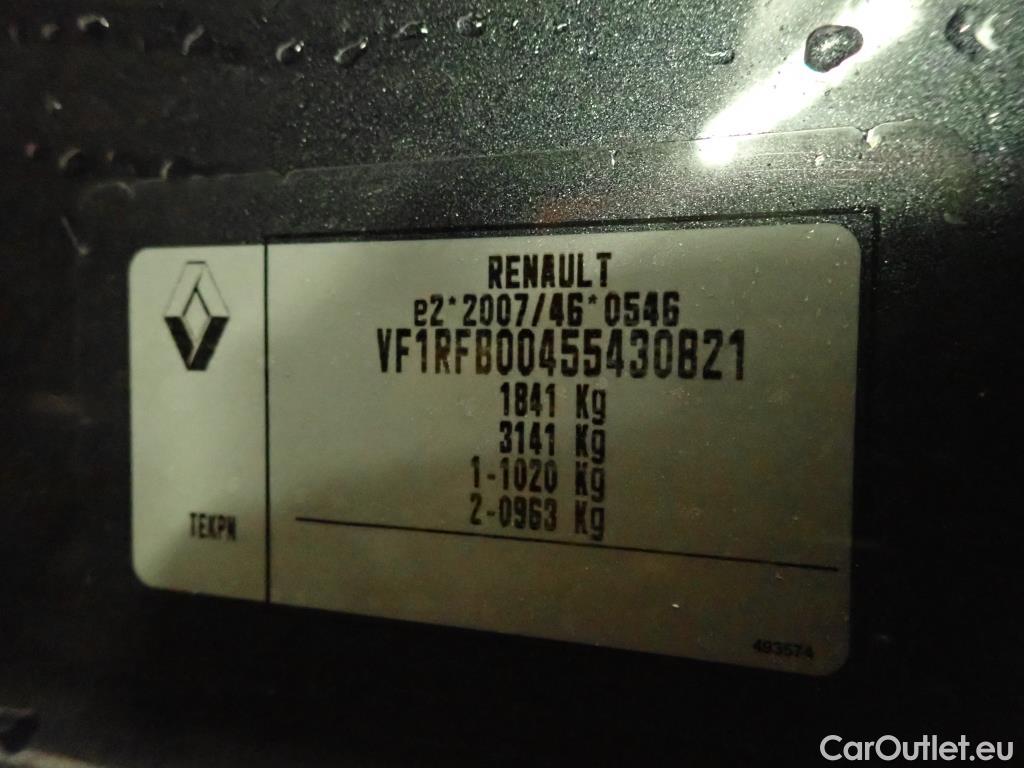 RENAULT
e2*2007/46*0546
VF1RFB00455430821
1841 Kg
3141 Kg
1-1020 Kg
2-0963 Kg
TEKPN
493574
CarOutlet.eu